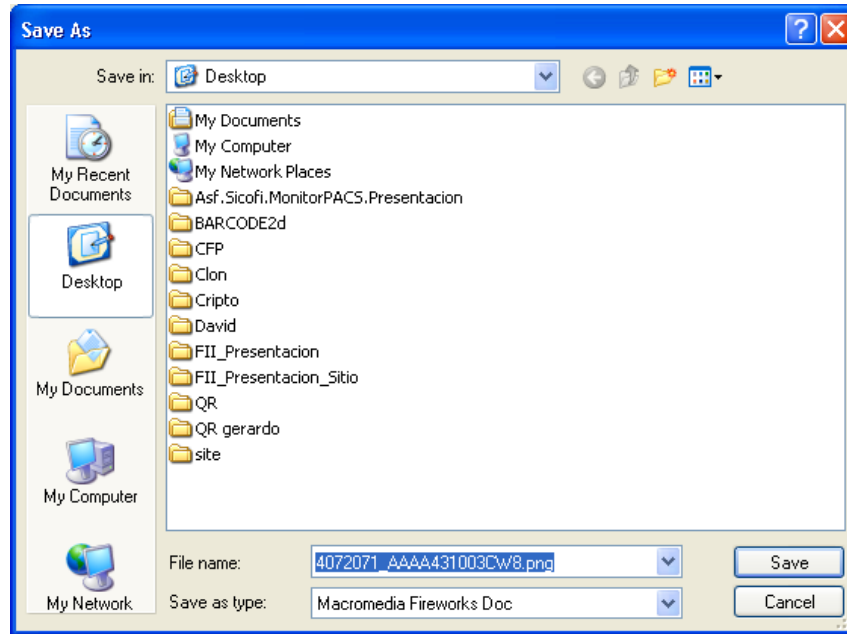 Save As
Save in:
Desktop
My Recent
Documents
Desktop
My Documents
My Computer
My Network
My Documents
My Computer
My Network Places
Asf.Sicofi.MonitorPACS.Presentacion
BARCODE2d
CFP
Clon
Cripto
David
FII_Presentacion
FII_Presentacion_Sitio
QR
QR gerardo
site
File name:
4072071_AAAA431003CW8.png
Save
Save as type:
Macromedia Fireworks Doc
Cancel